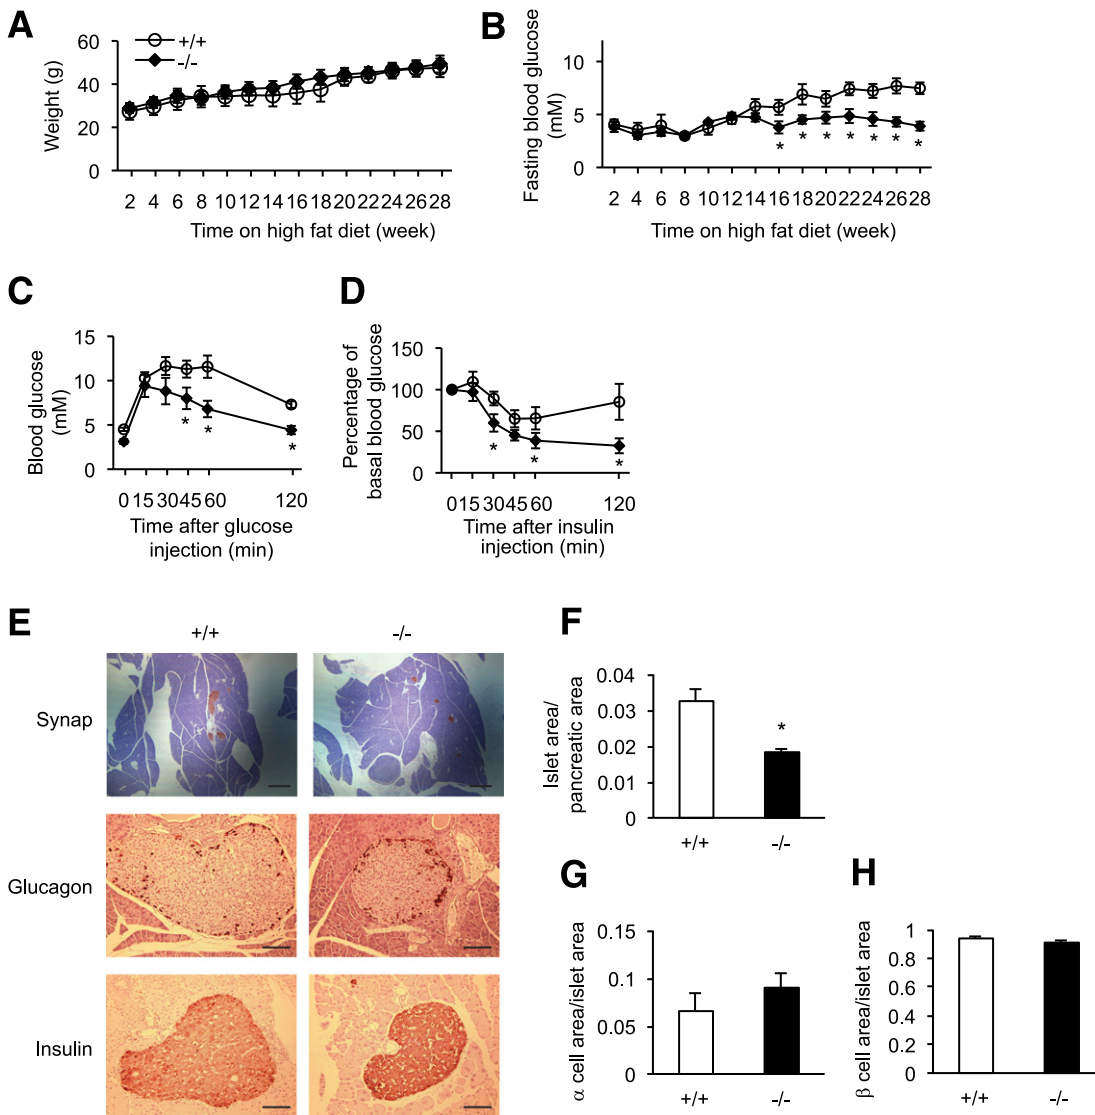 A
60
40
20
0
Weight (g)
+/+
-/-
2 4 6 8 10 12 14 16 18 20 22 24 26 28
Time on high fat diet (week)
B
10
5
0
Fasting blood glucose
(mM)
* * * * * * *
2 4 6 8 10 12 14 16 18 20 22 24 26 28
Time on high fat diet (week)
C
15
10
5
0
Blood glucose
(mM)
* * *
0 15 30 45 60 120
Time after glucose
injection (min)
D
150
100
50
0
Percentage of
basal blood glucose
* * *
0 15 30 45 60 120
Time after insulin
injection (min)
E
+/+ -/-
Synap
Glucagon
Insulin
F
0.04
0.03
0.02
0.01
0
Islet area/
pancreatic area
*
+/+ -/-
G
0.15
0.1
0.05
0
α cell area/islet area
+/+ -/-
H
1
0.8
0.6
0.4
0.2
0
β cell area/islet area
+/+ -/-